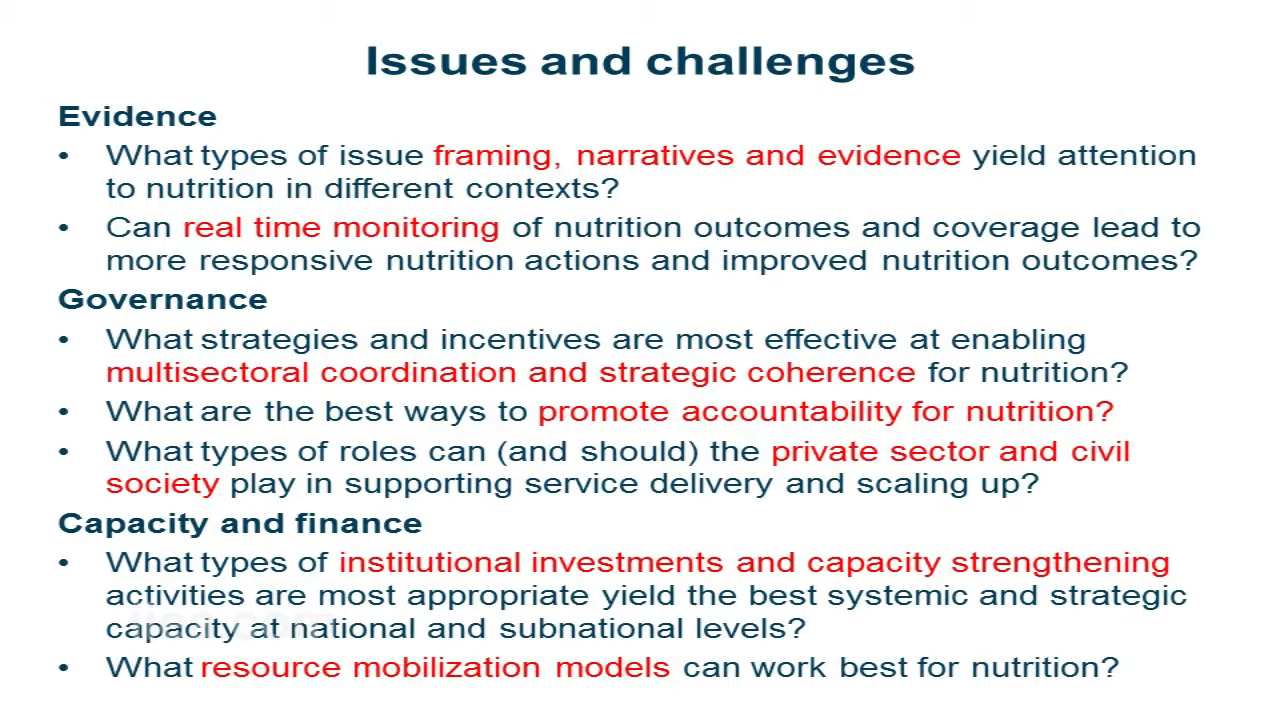 Issues and challenges
Evidence
• What types of issue framing, narratives and evidence yield attention
to nutrition in different contexts?
• Can real time monitoring of nutrition outcomes and coverage lead to
more responsive nutrition actions and improved nutrition outcomes?
Governance
• What strategies and incentives are most effective at enabling
multisectoral coordination and strategic coherence for nutrition?
• What are the best ways to promote accountability for nutrition?
• What types of roles can (and should) the private sector and civil
society play in supporting service delivery and scaling up?
Capacity and finance
• What types of institutional investments and capacity strengthening
activities are most appropriate yield the best systemic and strategic
capacity at national and subnational levels?
• What resource mobilization models can work best for nutrition?